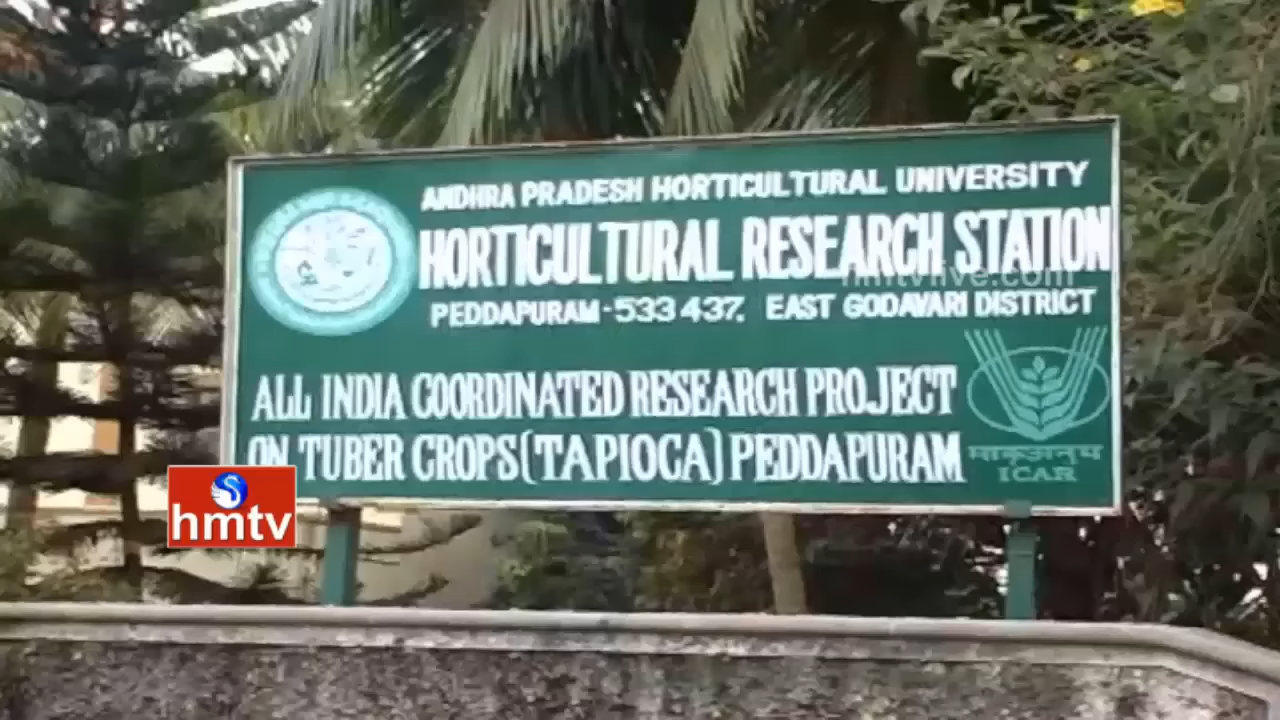 ANDHRA PRADESH HORTICULTURAL UNIVERSITY
HORTICULTURAL RESEARCH STATION
hmtvlive.com
PEDDAPURAM-533 437. EAST GODAVARI DISTRICT
ALL INDIA COORDINATED RESEARCH PROJECT
ON TUBER CROPS(TAPIOCA) PEDDAPURAM
भाकृअनुप
ICAR
hmtv